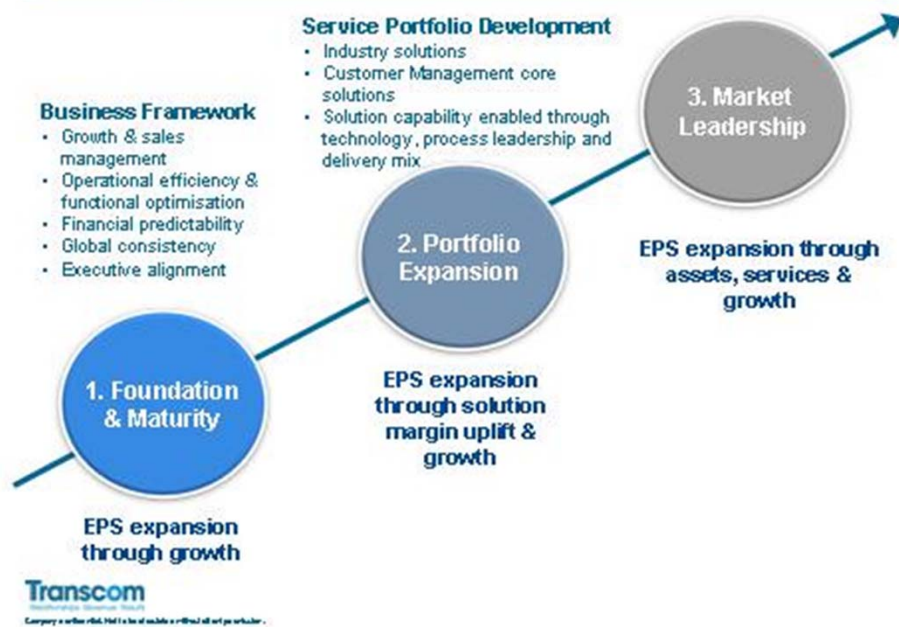 Service Portfolio Development
• Industry solutions
• Customer Management core
solutions
• Solution capability enabled through
technology, process leadership and
delivery mix
Business Framework
• Growth & sales
management
• Operational efficiency &
functional optimisation
• Financial predictability
• Global consistency
• Executive alignment
3. Market
Leadership
2. Portfolio
Expansion
EPS expansion through
assets, services &
growth
1. Foundation
& Maturity
EPS expansion
through solution
margin uplift &
growth
EPS expansion
through growth
Transcom